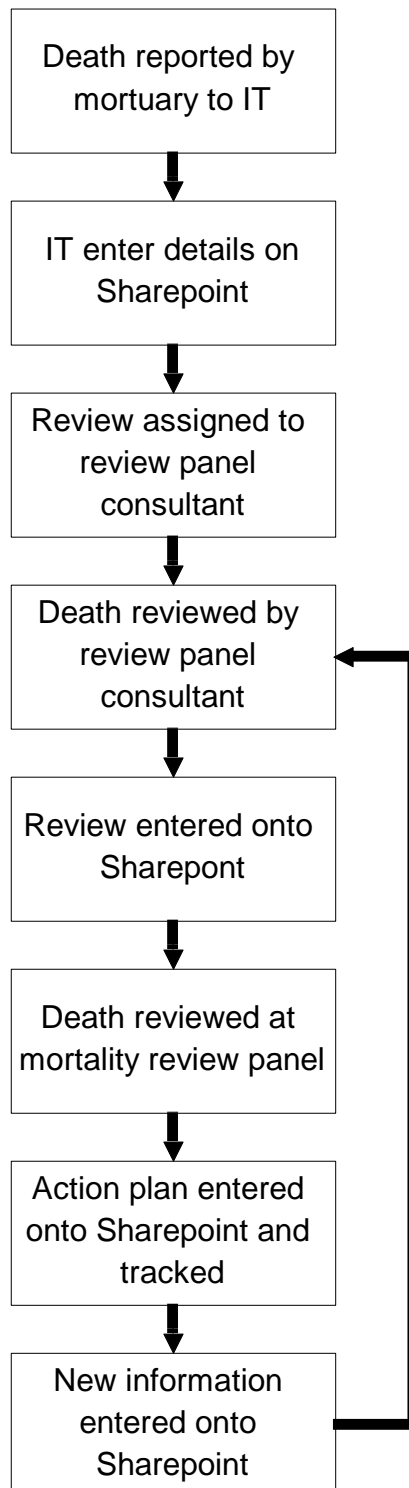 Death reported by
mortuary to IT
IT enter details on
Sharepoint
Review assigned to
review panel
consultant
Death reviewed by
review panel
consultant
Review entered onto
Sharepont
Death reviewed at
mortality review panel
Action plan entered
onto Sharepoint and
tracked
New information
entered onto
Sharepoint